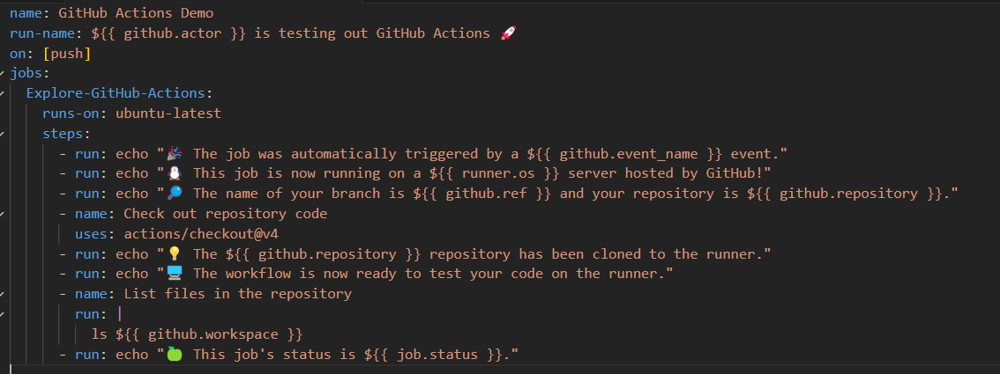 name: GitHub Actions Demo
run-name: ${{ github.actor }} is testing out GitHub Actions 🚀
on: [push]
jobs:
  Explore-GitHub-Actions:
    runs-on: ubuntu-latest
    steps:
      - run: echo "🎉 The job was automatically triggered by a ${{ github.event_name }} event."
      - run: echo "🐧 This job is now running on a ${{ runner.os }} server hosted by GitHub!"
      - run: echo "🔎 The name of your branch is ${{ github.ref }} and your repository is ${{ github.repository }}."
      - name: Check out repository code
        uses: actions/checkout@v4
      - run: echo "💡 The ${{ github.repository }} repository has been cloned to the runner."
      - run: echo "🖥️ The workflow is now ready to test your code on the runner."
      - name: List files in the repository
        run: |
          ls ${{ github.workspace }}
      - run: echo "🍏 This job's status is ${{ job.status }}."